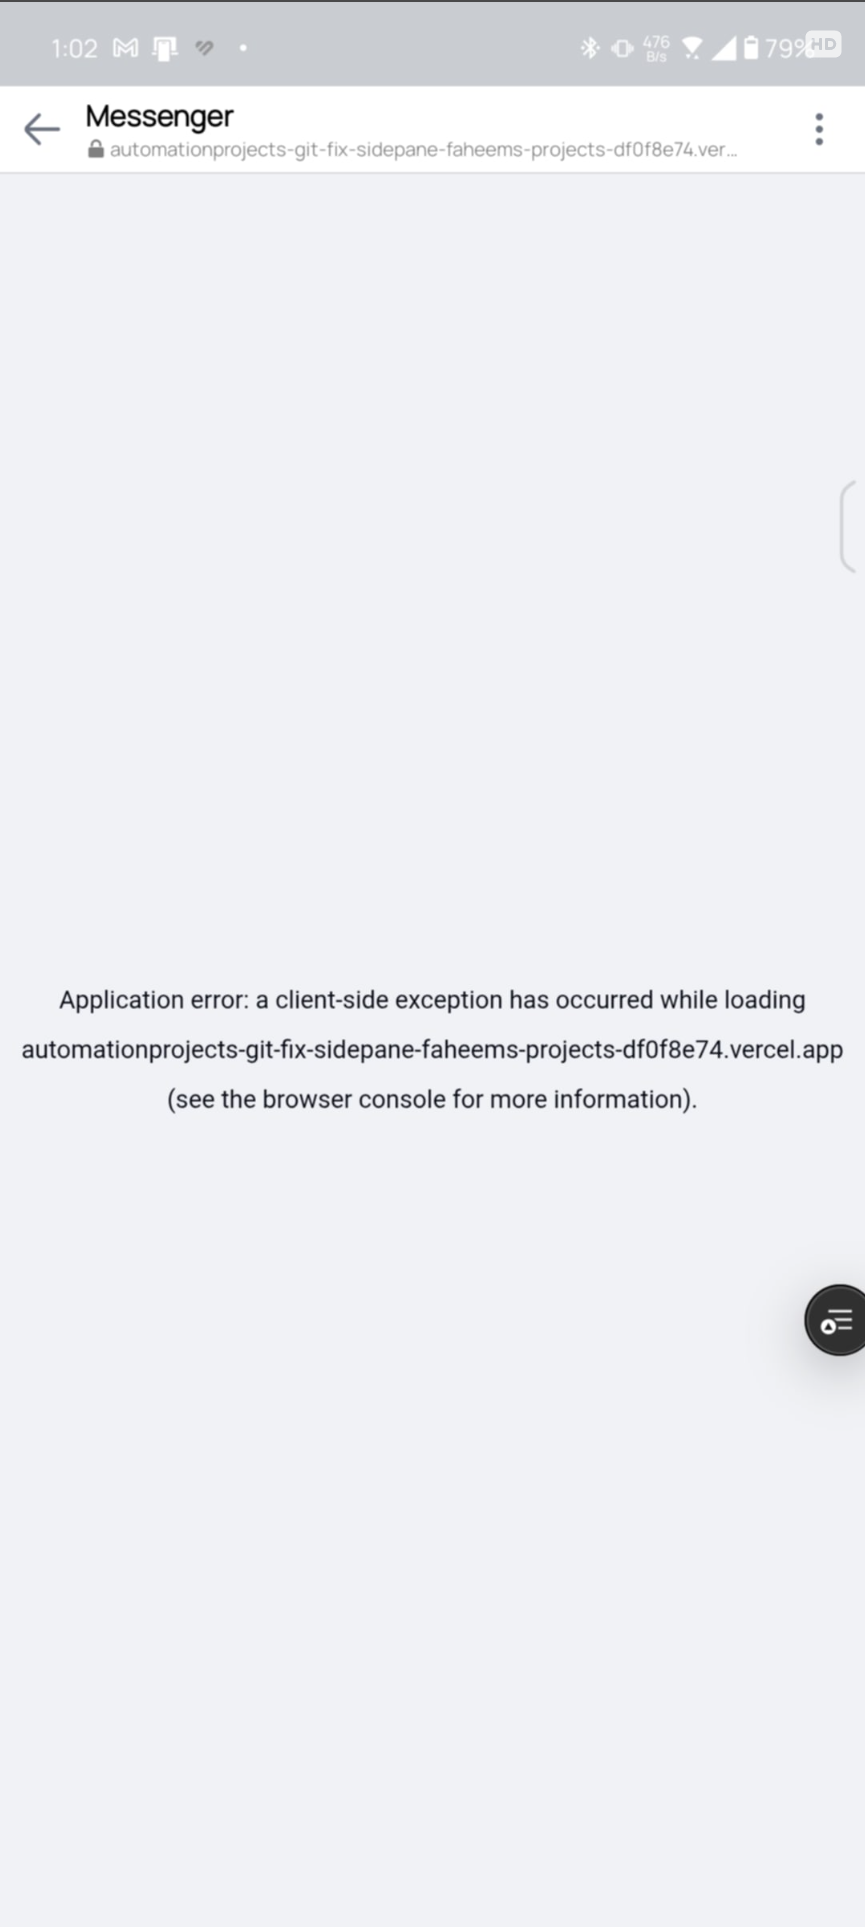 1:02
476
B/s
79%
HD
Messenger
automationprojects-git-fix-sidepane-faheems-projects-df0f8e74.ver...
Application error: a client-side exception has occurred while loading
automationprojects-git-fix-sidepane-faheems-projects-df0f8e74.vercel.app
(see the browser console for more information).